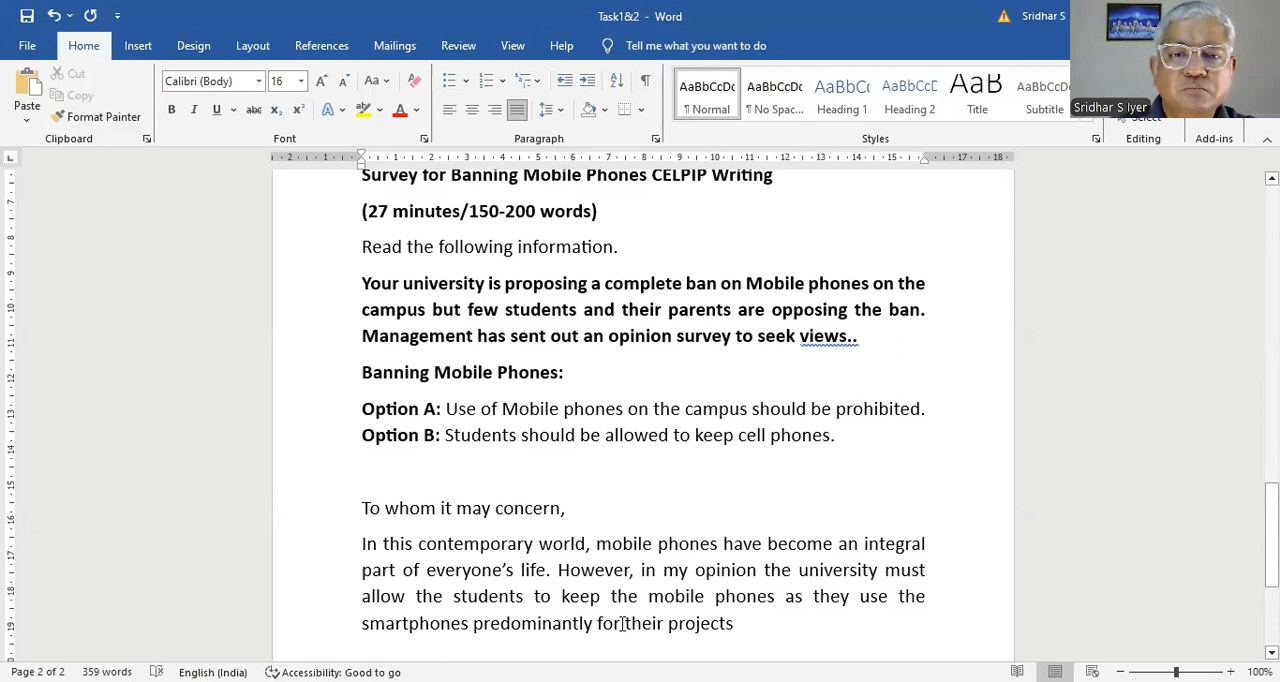 Task1&2 - Word
Sridhar S
File Home Insert Design Layout References Mailings Review View Help Tell me what you want to do
Paste
Cut
Copy
Format Painter
Calibri (Body) 16
AaBbCcDc AaBbCcDc AaBbCc AaBbCcD AaB AaBbCcD
¶ Normal ¶ No Spac... Heading 1 Heading 2 Title Subtitle
Select
Clipboard Font Paragraph Styles Editing Add-ins
Sridhar S Iyer
Survey for Banning Mobile Phones CELPIP Writing
(27 minutes/150-200 words)
Read the following information.
Your university is proposing a complete ban on Mobile phones on the
campus but few students and their parents are opposing the ban.
Management has sent out an opinion survey to seek views..
Banning Mobile Phones:
Option A: Use of Mobile phones on the campus should be prohibited.
Option B: Students should be allowed to keep cell phones.
To whom it may concern,
In this contemporary world, mobile phones have become an integral
part of everyone’s life. However, in my opinion the university must
allow the students to keep the mobile phones as they use the
smartphones predominantly for their projects
Page 2 of 2 359 words English (India) Accessibility: Good to go 100%